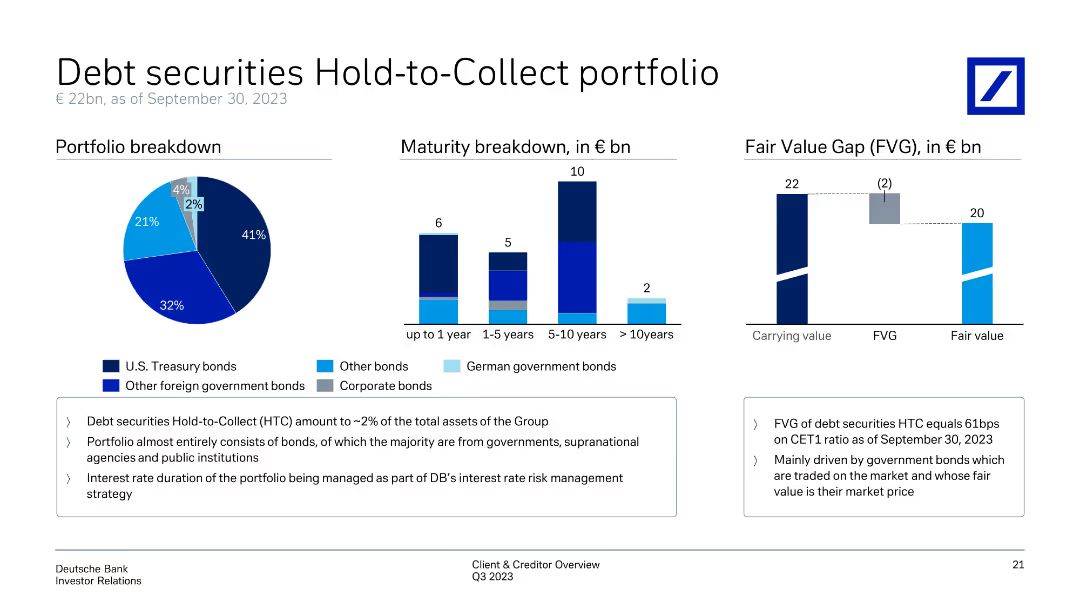 Debt securities Hold-to-Collect portfolio
€ 22bn, as of September 30, 2023
Portfolio breakdown
4%
2%
21%
41%
32%
Maturity breakdown, in € bn
10
6
5
2
up to 1 year 1-5 years 5-10 years > 10years
U.S. Treasury bonds Other bonds German government bonds
Other foreign government bonds Corporate bonds
Fair Value Gap (FVG), in € bn
22
(2)
20
Carrying value FVG Fair value
〉 Debt securities Hold-to-Collect (HTC) amount to ~2% of the total assets of the Group
〉 Portfolio almost entirely consists of bonds, of which the majority are from governments, supranational
agencies and public institutions
〉 Interest rate duration of the portfolio being managed as part of DB’s interest rate risk management
strategy
〉 FVG of debt securities HTC equals 61bps
on CET1 ratio as of September 30, 2023
〉 Mainly driven by government bonds which
are traded on the market and whose fair
value is their market price
Deutsche Bank
Investor Relations
Client & Creditor Overview
Q3 2023
21